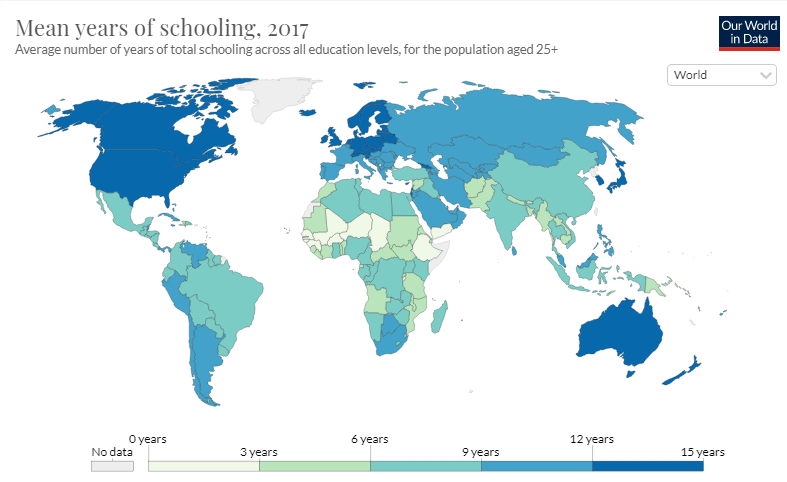 Mean years of schooling, 2017
Average number of years of total schooling across all education levels, for the population aged 25+
Our World
in Data
World
No data
0 years
3 years
6 years
9 years
12 years
15 years